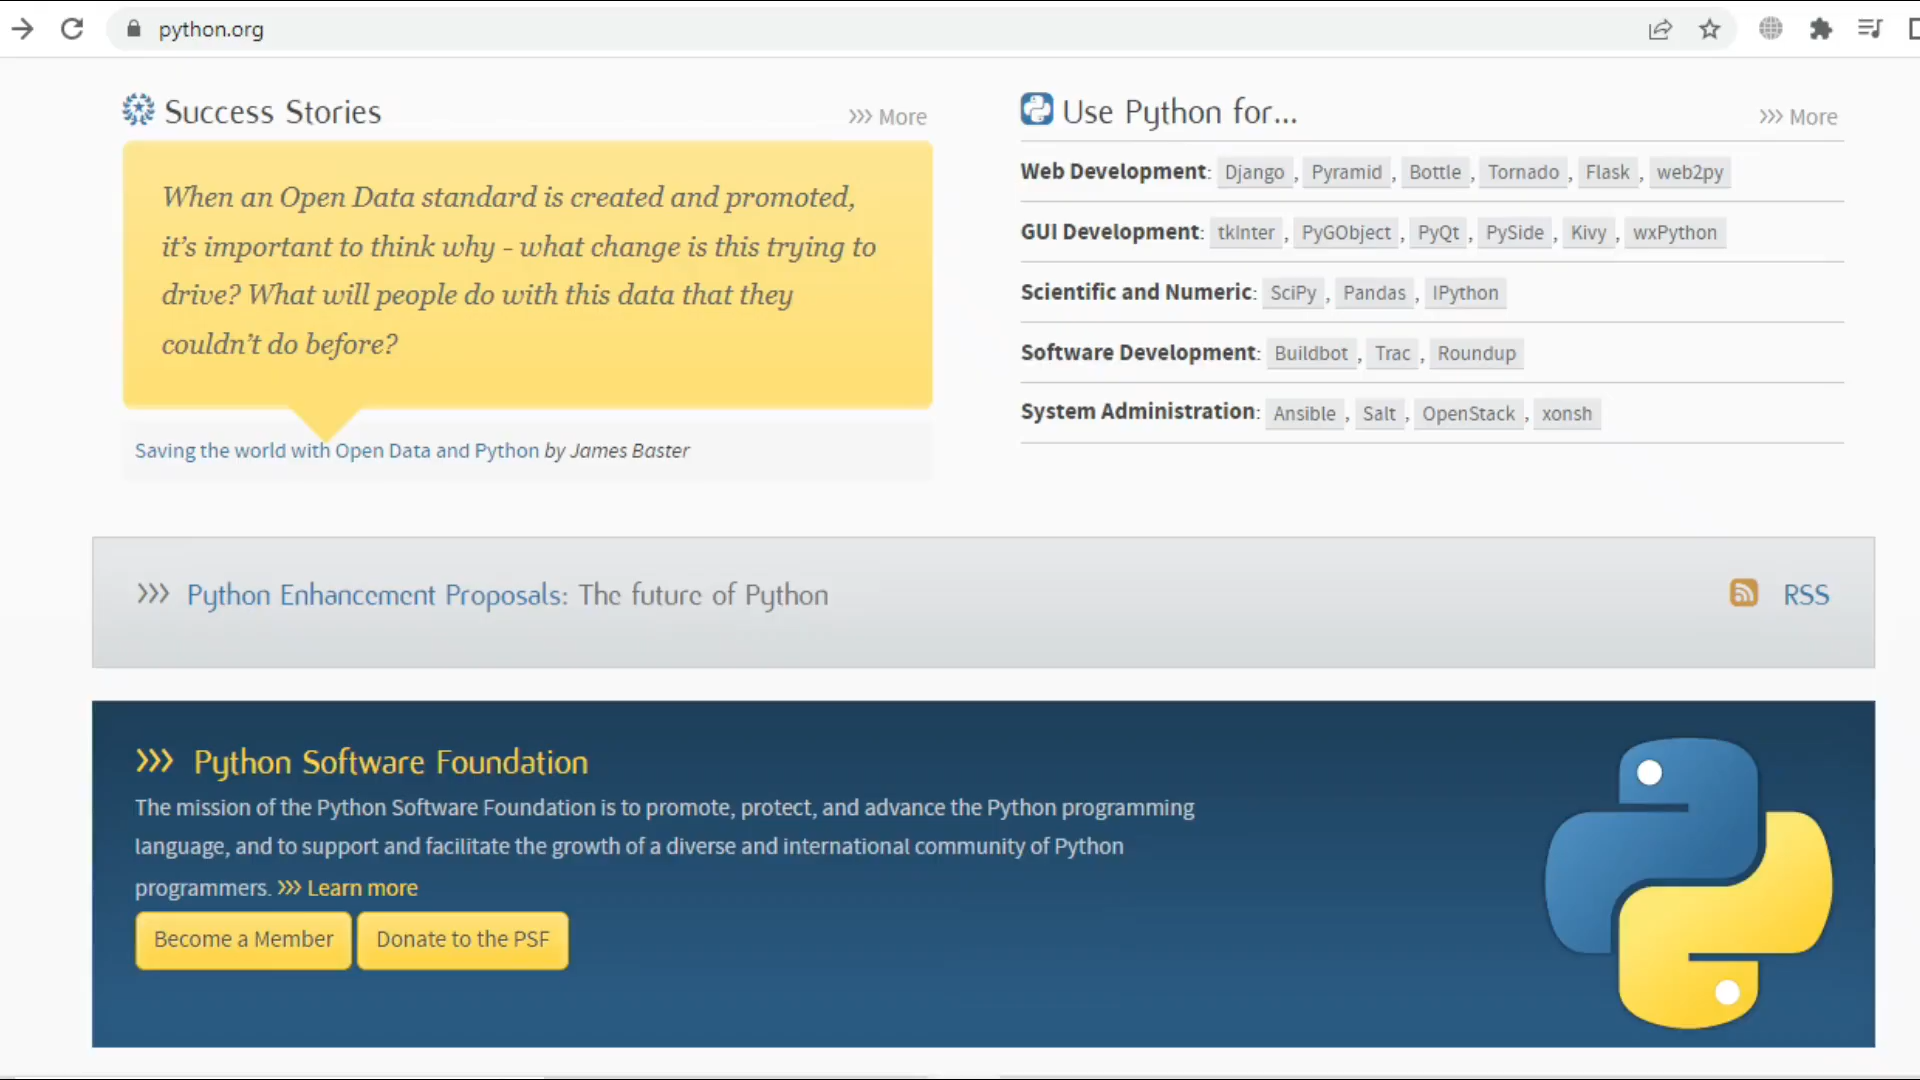 python.org
Success Stories
>>> More
When an Open Data standard is created and promoted,
it’s important to think why - what change is this trying to
drive? What will people do with this data that they
couldn’t do before?
Saving the world with Open Data and Python by James Baster
Use Python for...
>>> More
Web Development: Django, Pyramid, Bottle, Tornado, Flask, web2py
GUI Development: tkInter, PyGObject, PyQt, PySide, Kivy, wxPython
Scientific and Numeric: SciPy, Pandas, IPython
Software Development: Buildbot, Trac, Roundup
System Administration: Ansible, Salt, OpenStack, xonsh
>>> Python Enhancement Proposals: The future of Python
RSS
>>> Python Software Foundation
The mission of the Python Software Foundation is to promote, protect, and advance the Python programming
language, and to support and facilitate the growth of a diverse and international community of Python
programmers. >>> Learn more
Become a Member
Donate to the PSF